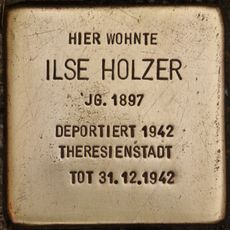 HIER WOHNTE
ILSE HOLZER
JG. 1897
DEPORTIERT 1942
THERESIENSTADT
TOT 31.12.1942